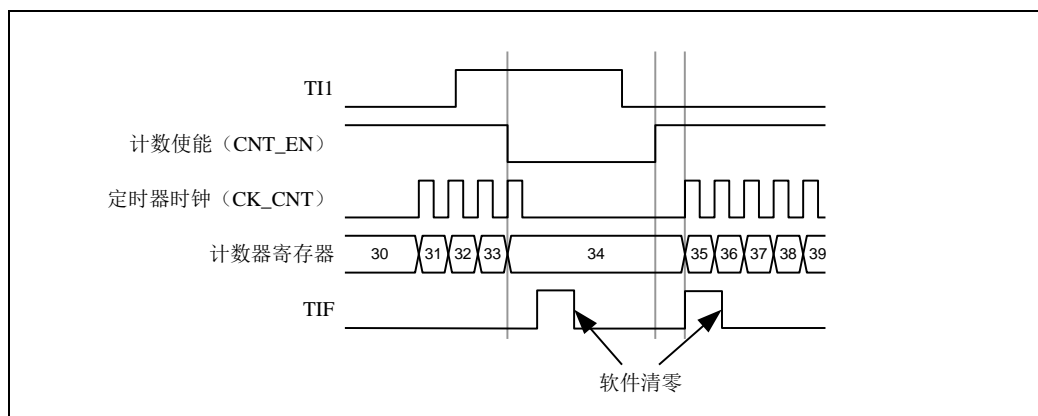 TI1
计数使能（CNT_EN）
定时器时钟（CK_CNT）
计数器寄存器 30 31 32 33 34 35 36 37 38 39
TIF
软件清零